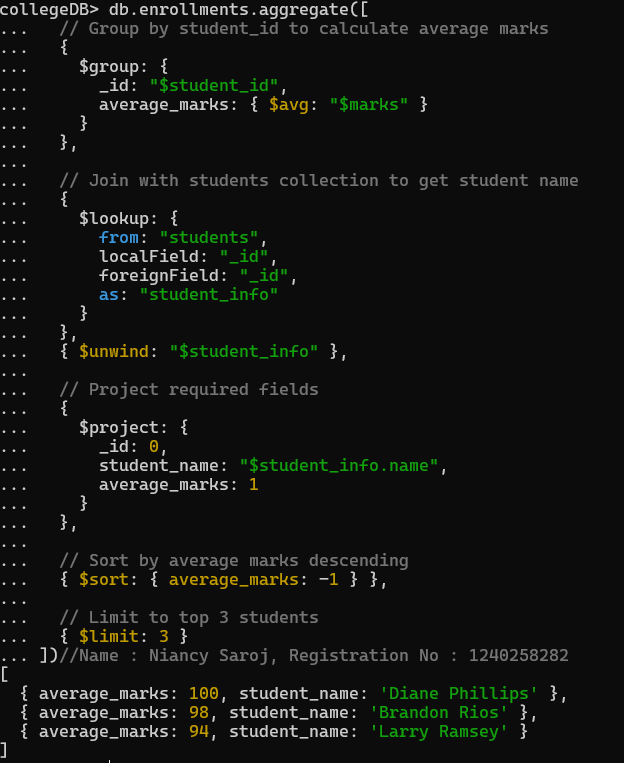 collegeDB> db.enrollments.aggregate([
...   // Group by student_id to calculate average marks
...   {
...     $group: {
...       _id: "$student_id",
...       average_marks: { $avg: "$marks" }
...     }
...   },
...
...   // Join with students collection to get student name
...   {
...     $lookup: {
...       from: "students",
...       localField: "_id",
...       foreignField: "_id",
...       as: "student_info"
...     }
...   },
...   { $unwind: "$student_info" },
...
...   // Project required fields
...   {
...     $project: {
...       _id: 0,
...       student_name: "$student_info.name",
...       average_marks: 1
...     }
...   },
...
...   // Sort by average marks descending
...   { $sort: { average_marks: -1 } },
...
...   // Limit to top 3 students
...   { $limit: 3 }
... ])//Name : Niancy Saroj, Registration No : 1240258282
[
  { average_marks: 100, student_name: 'Diane Phillips' },
  { average_marks: 98, student_name: 'Brandon Rios' },
  { average_marks: 94, student_name: 'Larry Ramsey' }
]